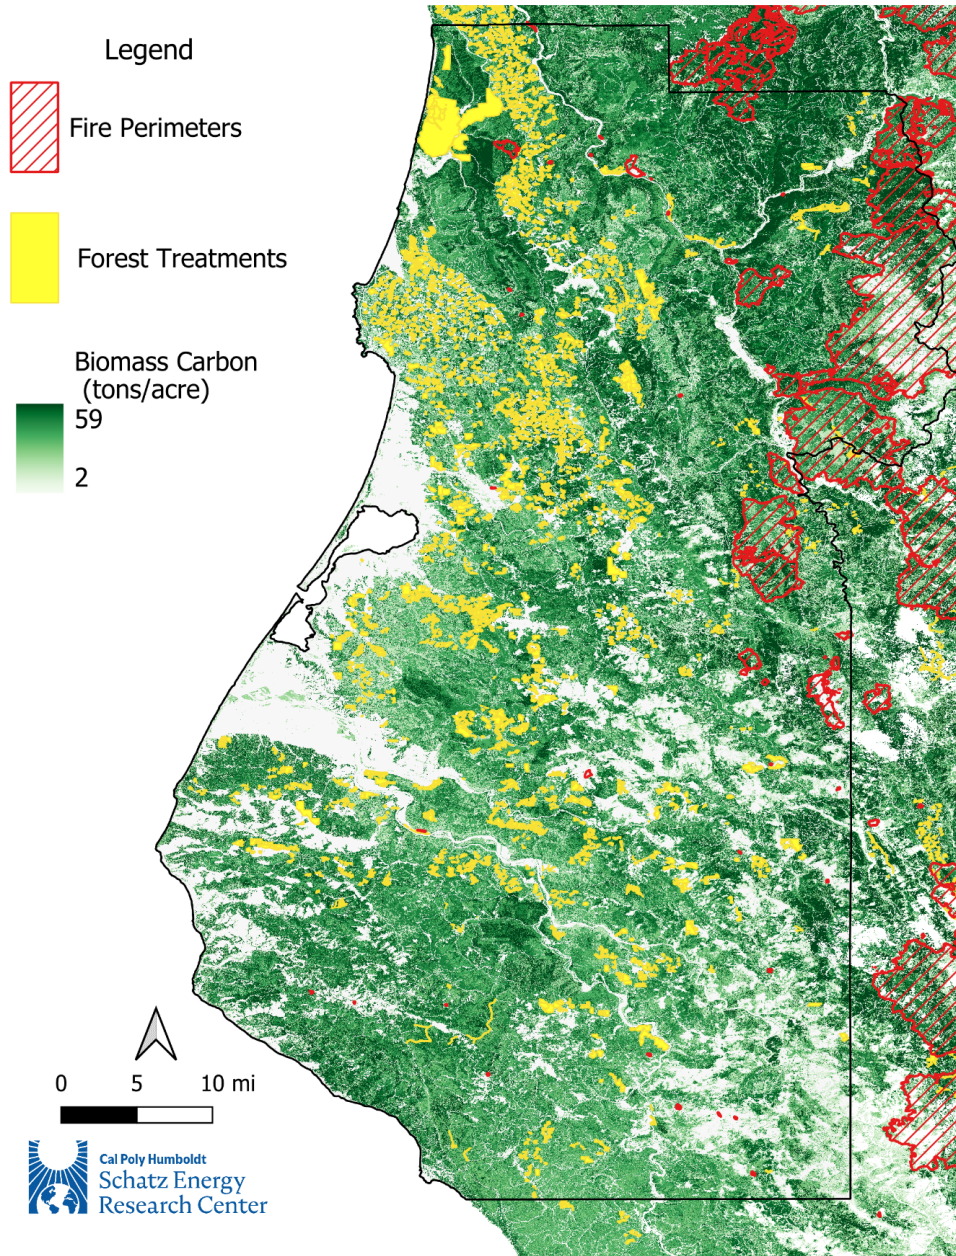 Legend
Fire Perimeters
Forest Treatments
Biomass Carbon
(tons/acre)
59
2
0 5 10 mi
Cal Poly Humboldt
Schatz Energy
Research Center